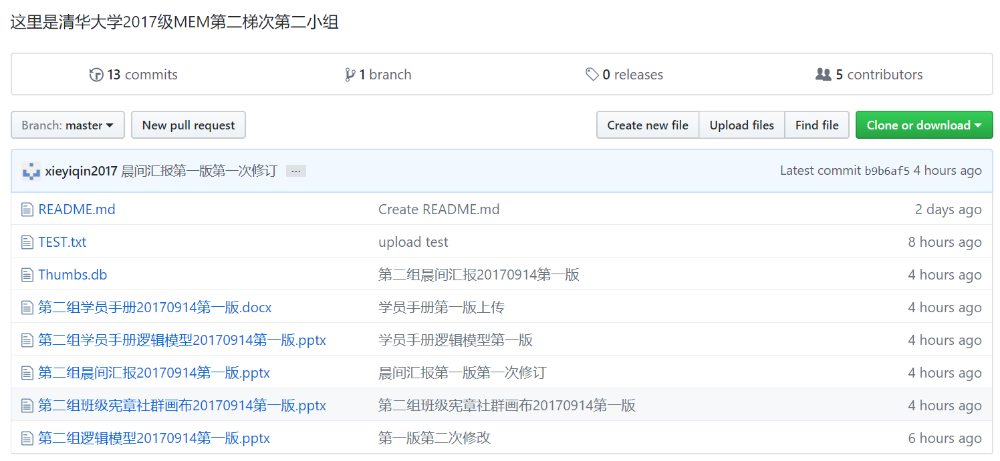 这里是清华大学2017级MEM第二梯次第二小组
13 commits 1 branch 0 releases 5 contributors
Branch: master New pull request Create new file Upload files Find file Clone or download
xieyiqin2017 晨间汇报第一版第一次修订 ... Latest commit b9b6af5 4 hours ago
README.md Create README.md 2 days ago
TEST.txt upload test 8 hours ago
Thumbs.db 第二组晨间汇报20170914第一版 4 hours ago
第二组学员手册20170914第一版.docx 学员手册第一版上传 4 hours ago
第二组学员手册逻辑模型20170914第一版.pptx 学员手册逻辑模型第一版 4 hours ago
第二组晨间汇报20170914第一版.pptx 晨间汇报第一版第一次修订 4 hours ago
第二组班级宪章社群画布20170914第一版.pptx 第二组班级宪章社群画布20170914第一版 4 hours ago
第二组逻辑模型20170914第一版.pptx 第一版第二次修改 6 hours ago